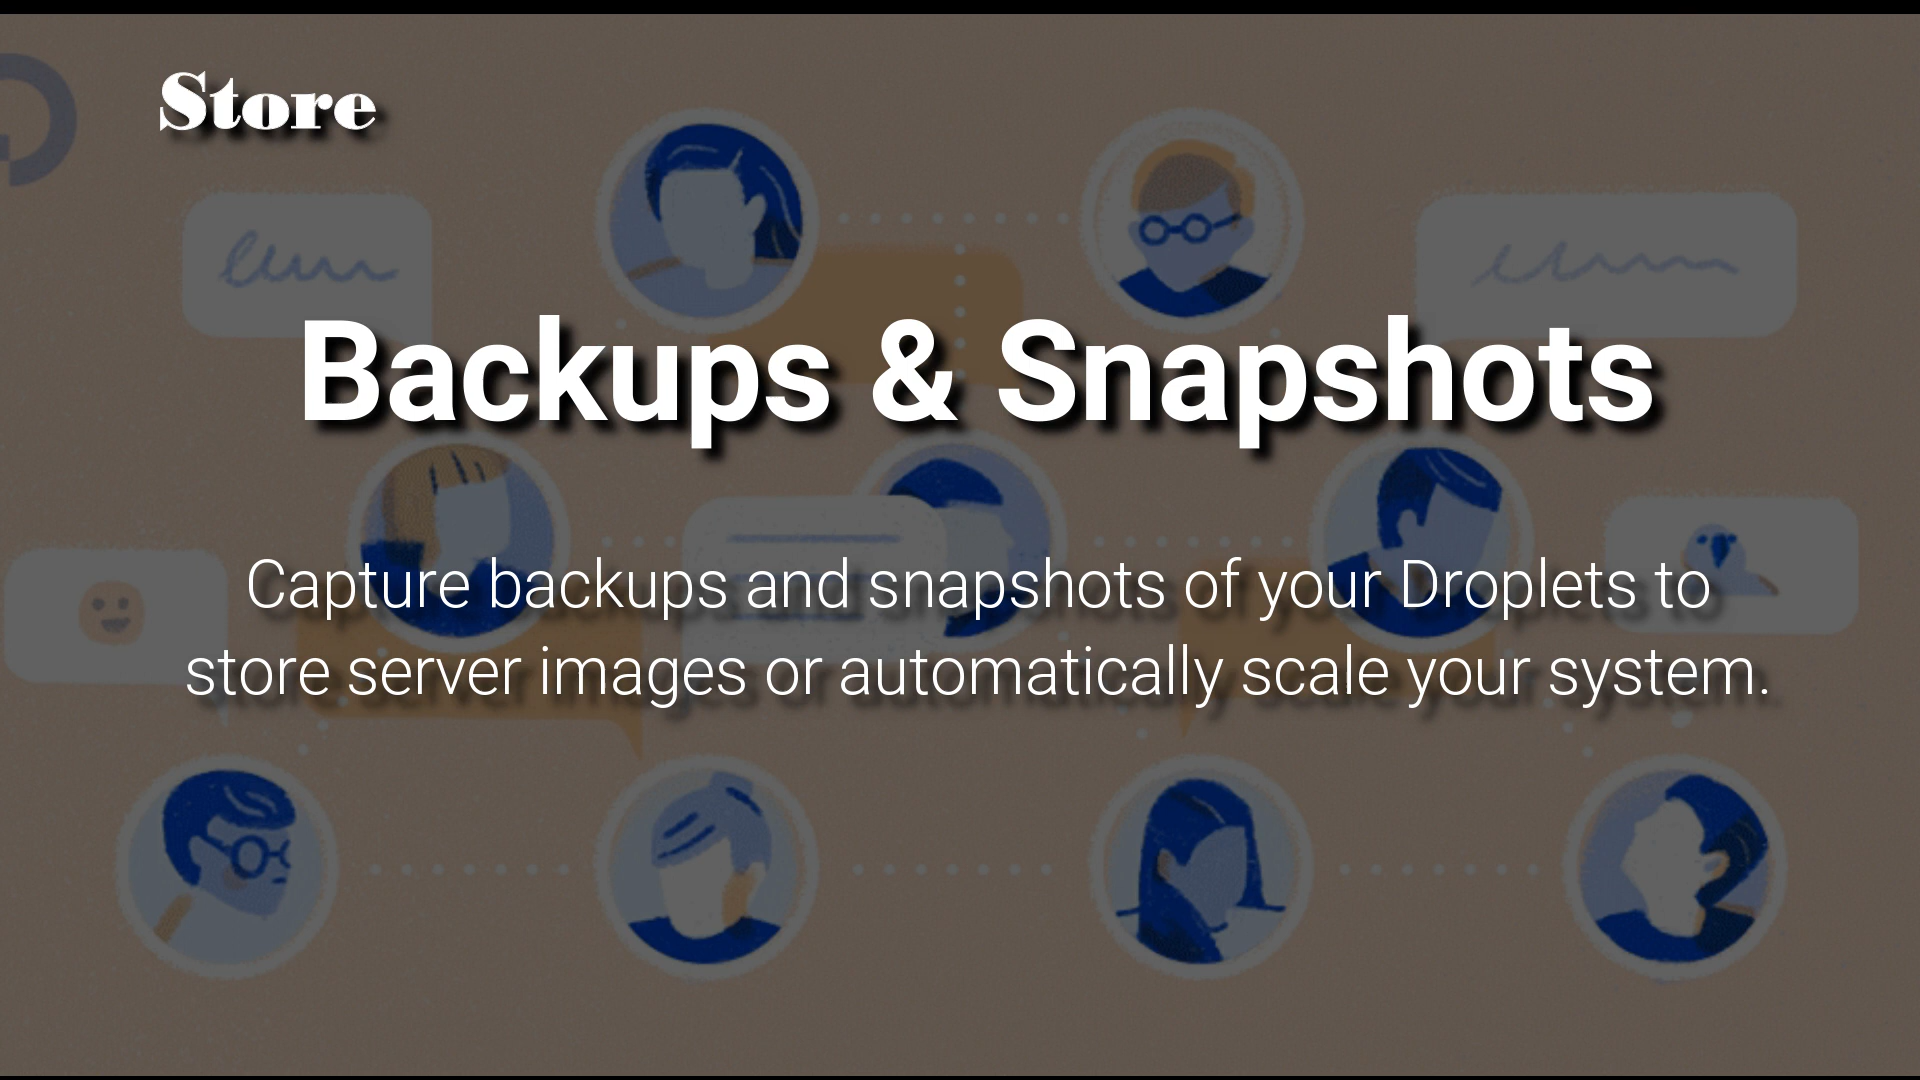 Store
Backups & Snapshots
Capture backups and snapshots of your Droplets to
store server images or automatically scale your system.